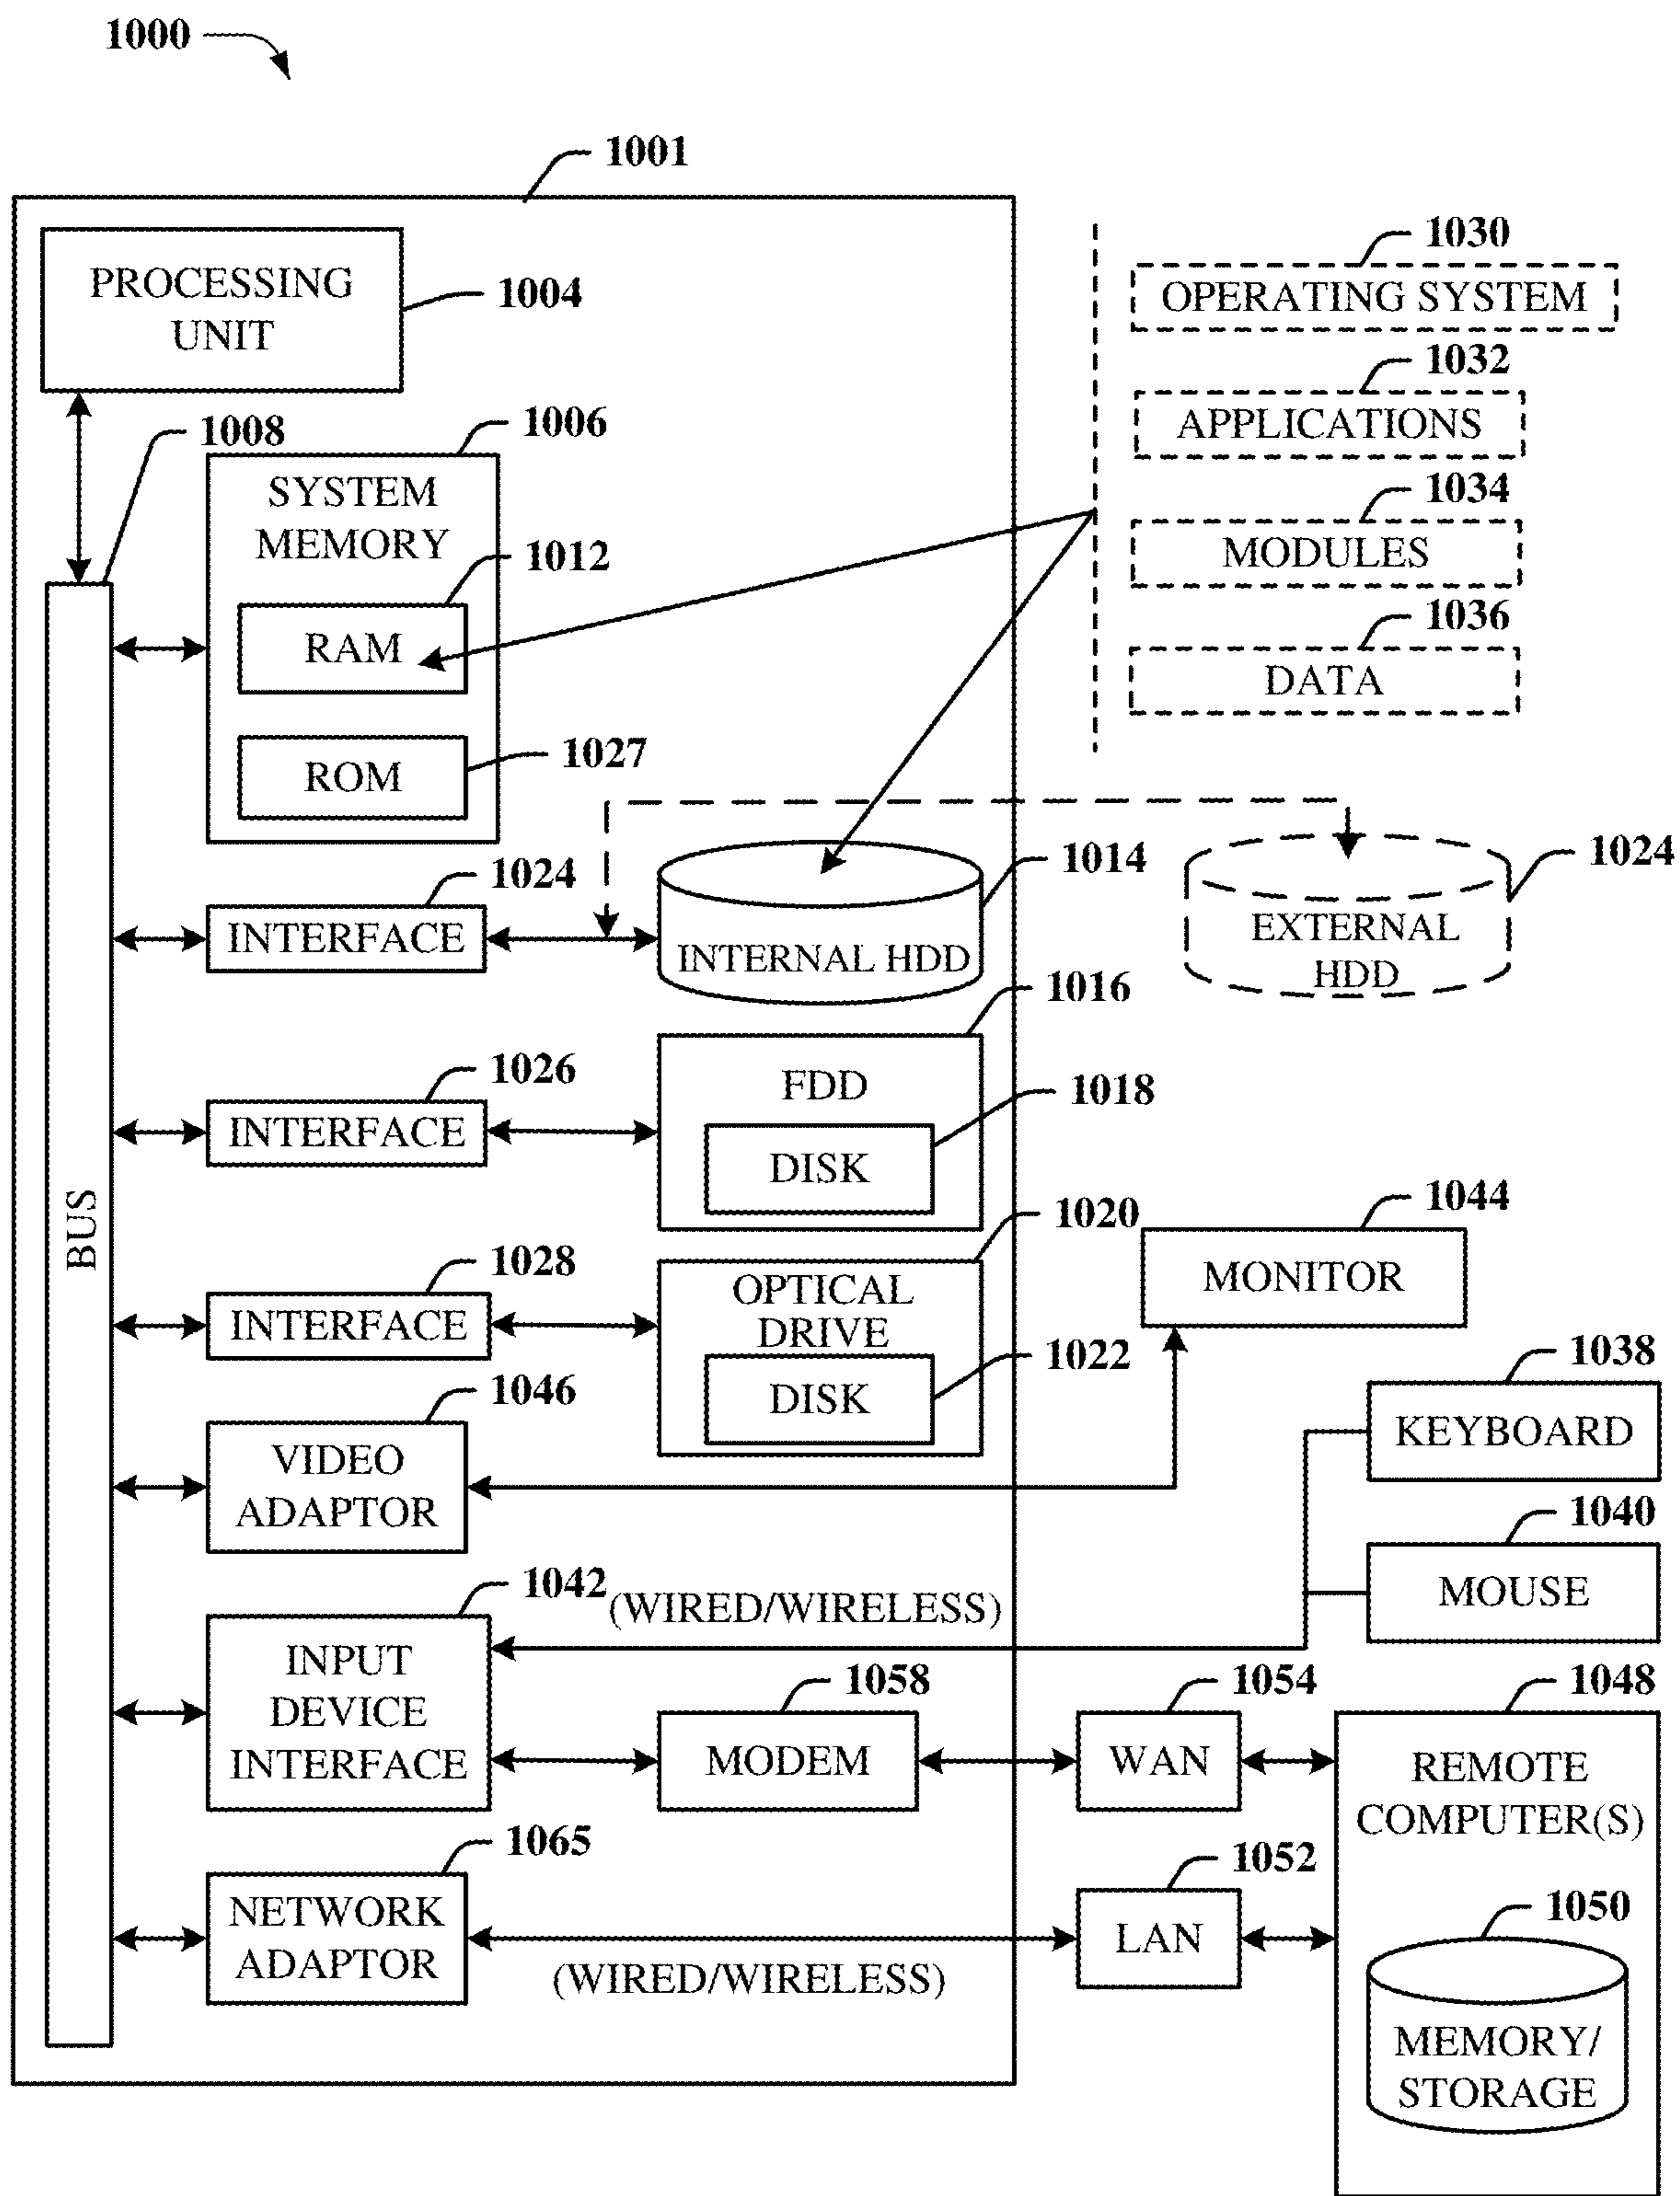 1000
1001
PROCESSING
UNIT
1004
1008
1006
SYSTEM
MEMORY
1012
RAM
1027
ROM
1030
OPERATING SYSTEM
1032
APPLICATIONS
1034
MODULES
1036
DATA
BUS
1024
INTERFACE
1014
INTERNAL HDD
1024
EXTERNAL
HDD
1026
INTERFACE
1016
FDD
1018
DISK
1028
INTERFACE
1020
OPTICAL
DRIVE
1022
DISK
1044
MONITOR
1046
VIDEO
ADAPTOR
1038
KEYBOARD
1040
MOUSE
1042
(WIRED/WIRELESS)
INPUT
DEVICE
INTERFACE
1058
MODEM
1054
WAN
1048
REMOTE
COMPUTER(S)
1065
NETWORK
ADAPTOR
(WIRED/WIRELESS)
1052
LAN
1050
MEMORY/
STORAGE